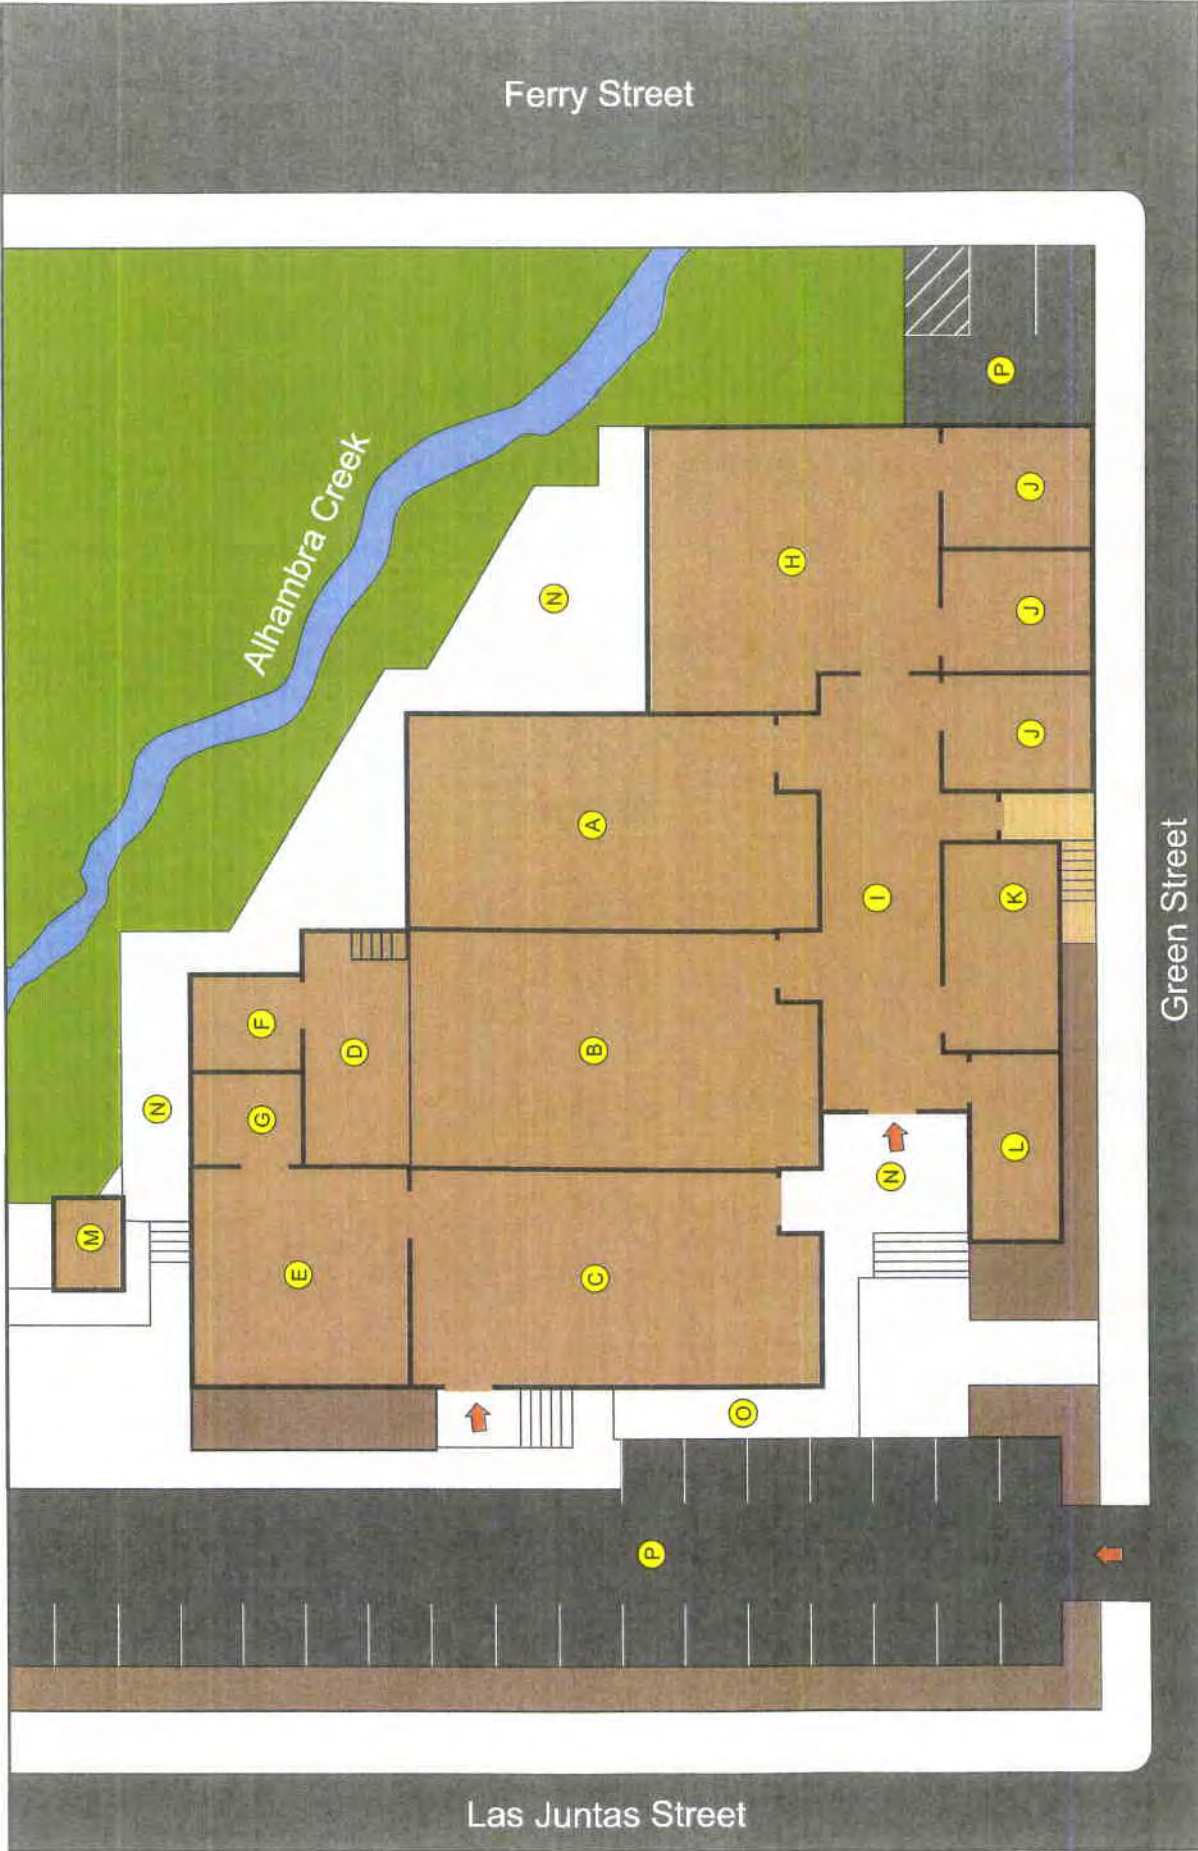 Ferry Street
P
Alhambra Creek
J
H
N
J
J
A
I
K
Green Street
F
B
D
N
G
L
N
M
E
C
O
P
Las Juntas Street